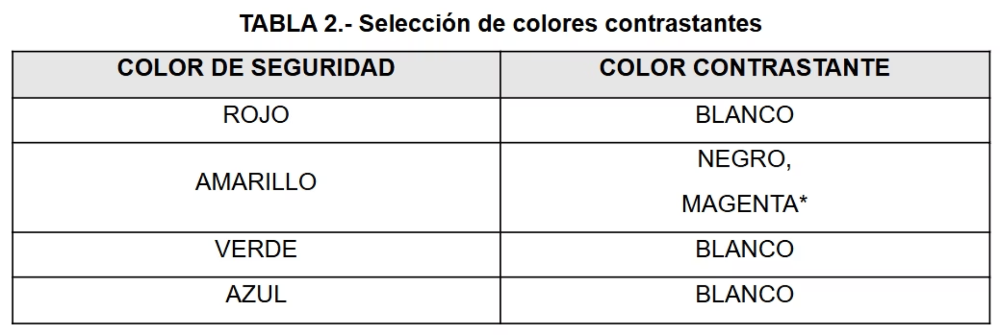 TABLA 2.- Selección de colores contrastantes
COLOR DE SEGURIDAD
COLOR CONTRASTANTE
ROJO
BLANCO
AMARILLO
NEGRO,
MAGENTA*
VERDE
BLANCO
AZUL
BLANCO